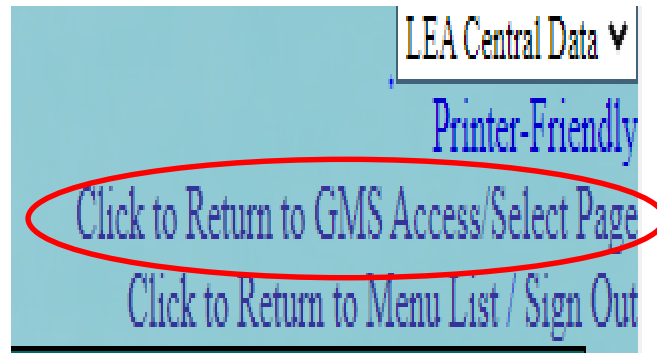 LEA Central Data
Printer-Friendly
Click to Return to GMS Access/Select Page
Click to Return to Menu List / Sign Out